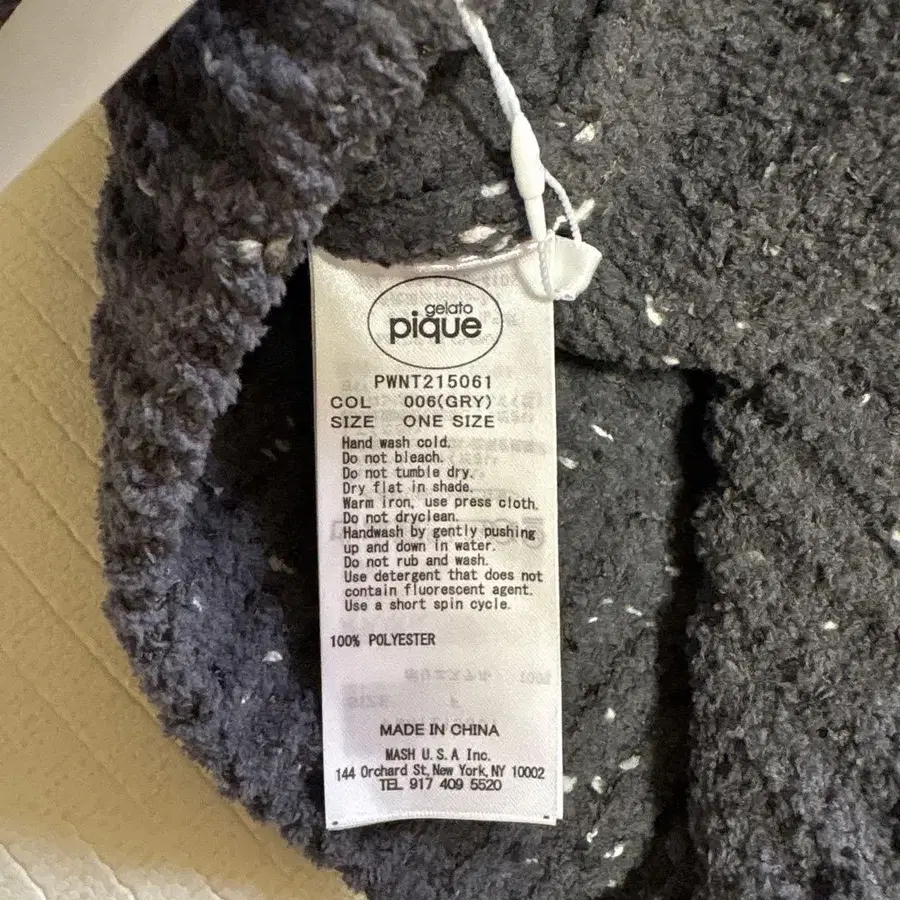 gelato
pique
PWNT215061
COL 006(GRY)
SIZE ONE SIZE
Hand wash cold.
Do not bleach.
Do not tumble dry.
Dry flat in shade.
Warm iron, use press cloth.
Do not dryclean.
Handwash by gently pushing
up and down in water.
Do not rub and wash.
Use detergent that does not
contain fluorescent agent.
Use a short spin cycle.
100% POLYESTER
MADE IN CHINA
MASH U.S.A Inc.
144 Orchard St, New York, NY 10002
TEL 917 409 5520